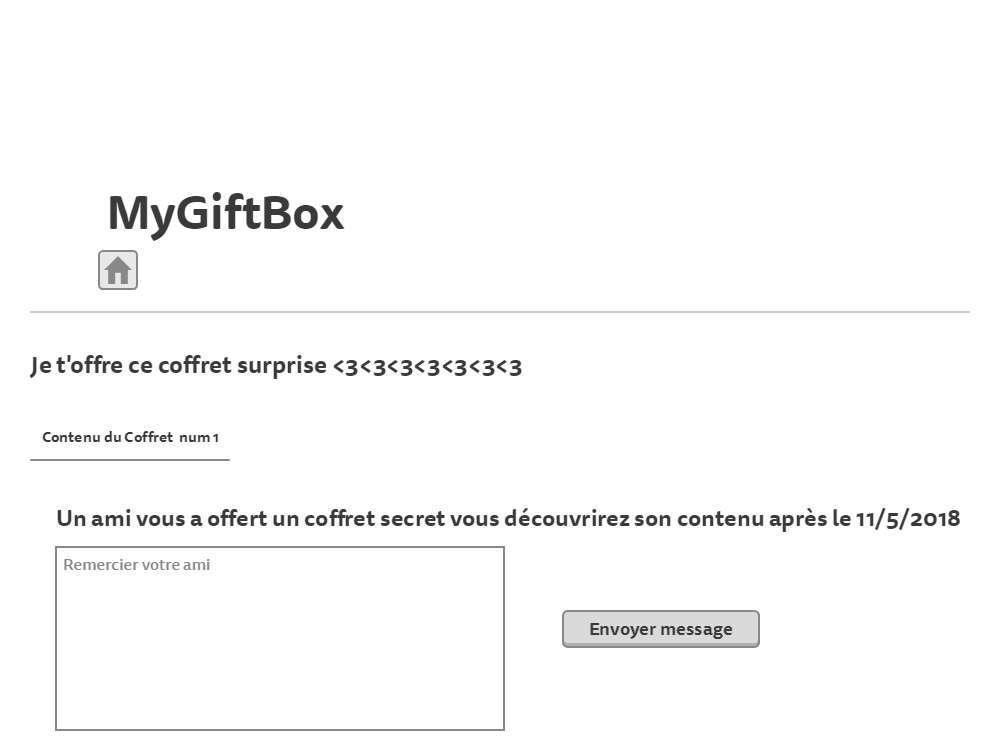 MyGiftBox
Je t'offre ce coffret surprise <3<3<3<3<3<3<3
Contenu du Coffret num 1
Un ami vous a offert un coffret secret vous découvrirez son contenu après le 11/5/2018
Remercier votre ami
Envoyer message